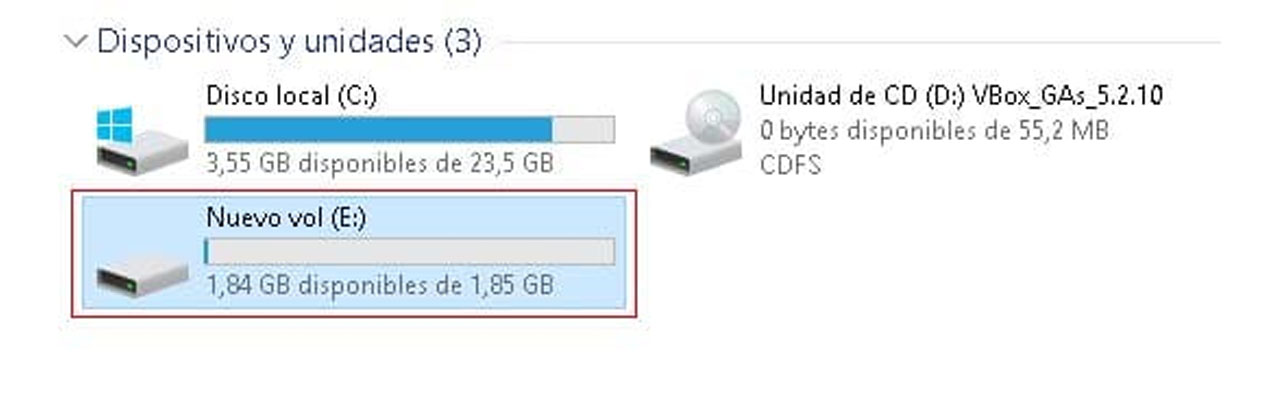 Dispositivos y unidades (3)
Disco local (C:)
3,55 GB disponibles de 23,5 GB
Unidad de CD (D:) VBox_GAs_5.2.10
0 bytes disponibles de 55,2 MB
CDFS
Nuevo vol (E:)
1,84 GB disponibles de 1,85 GB